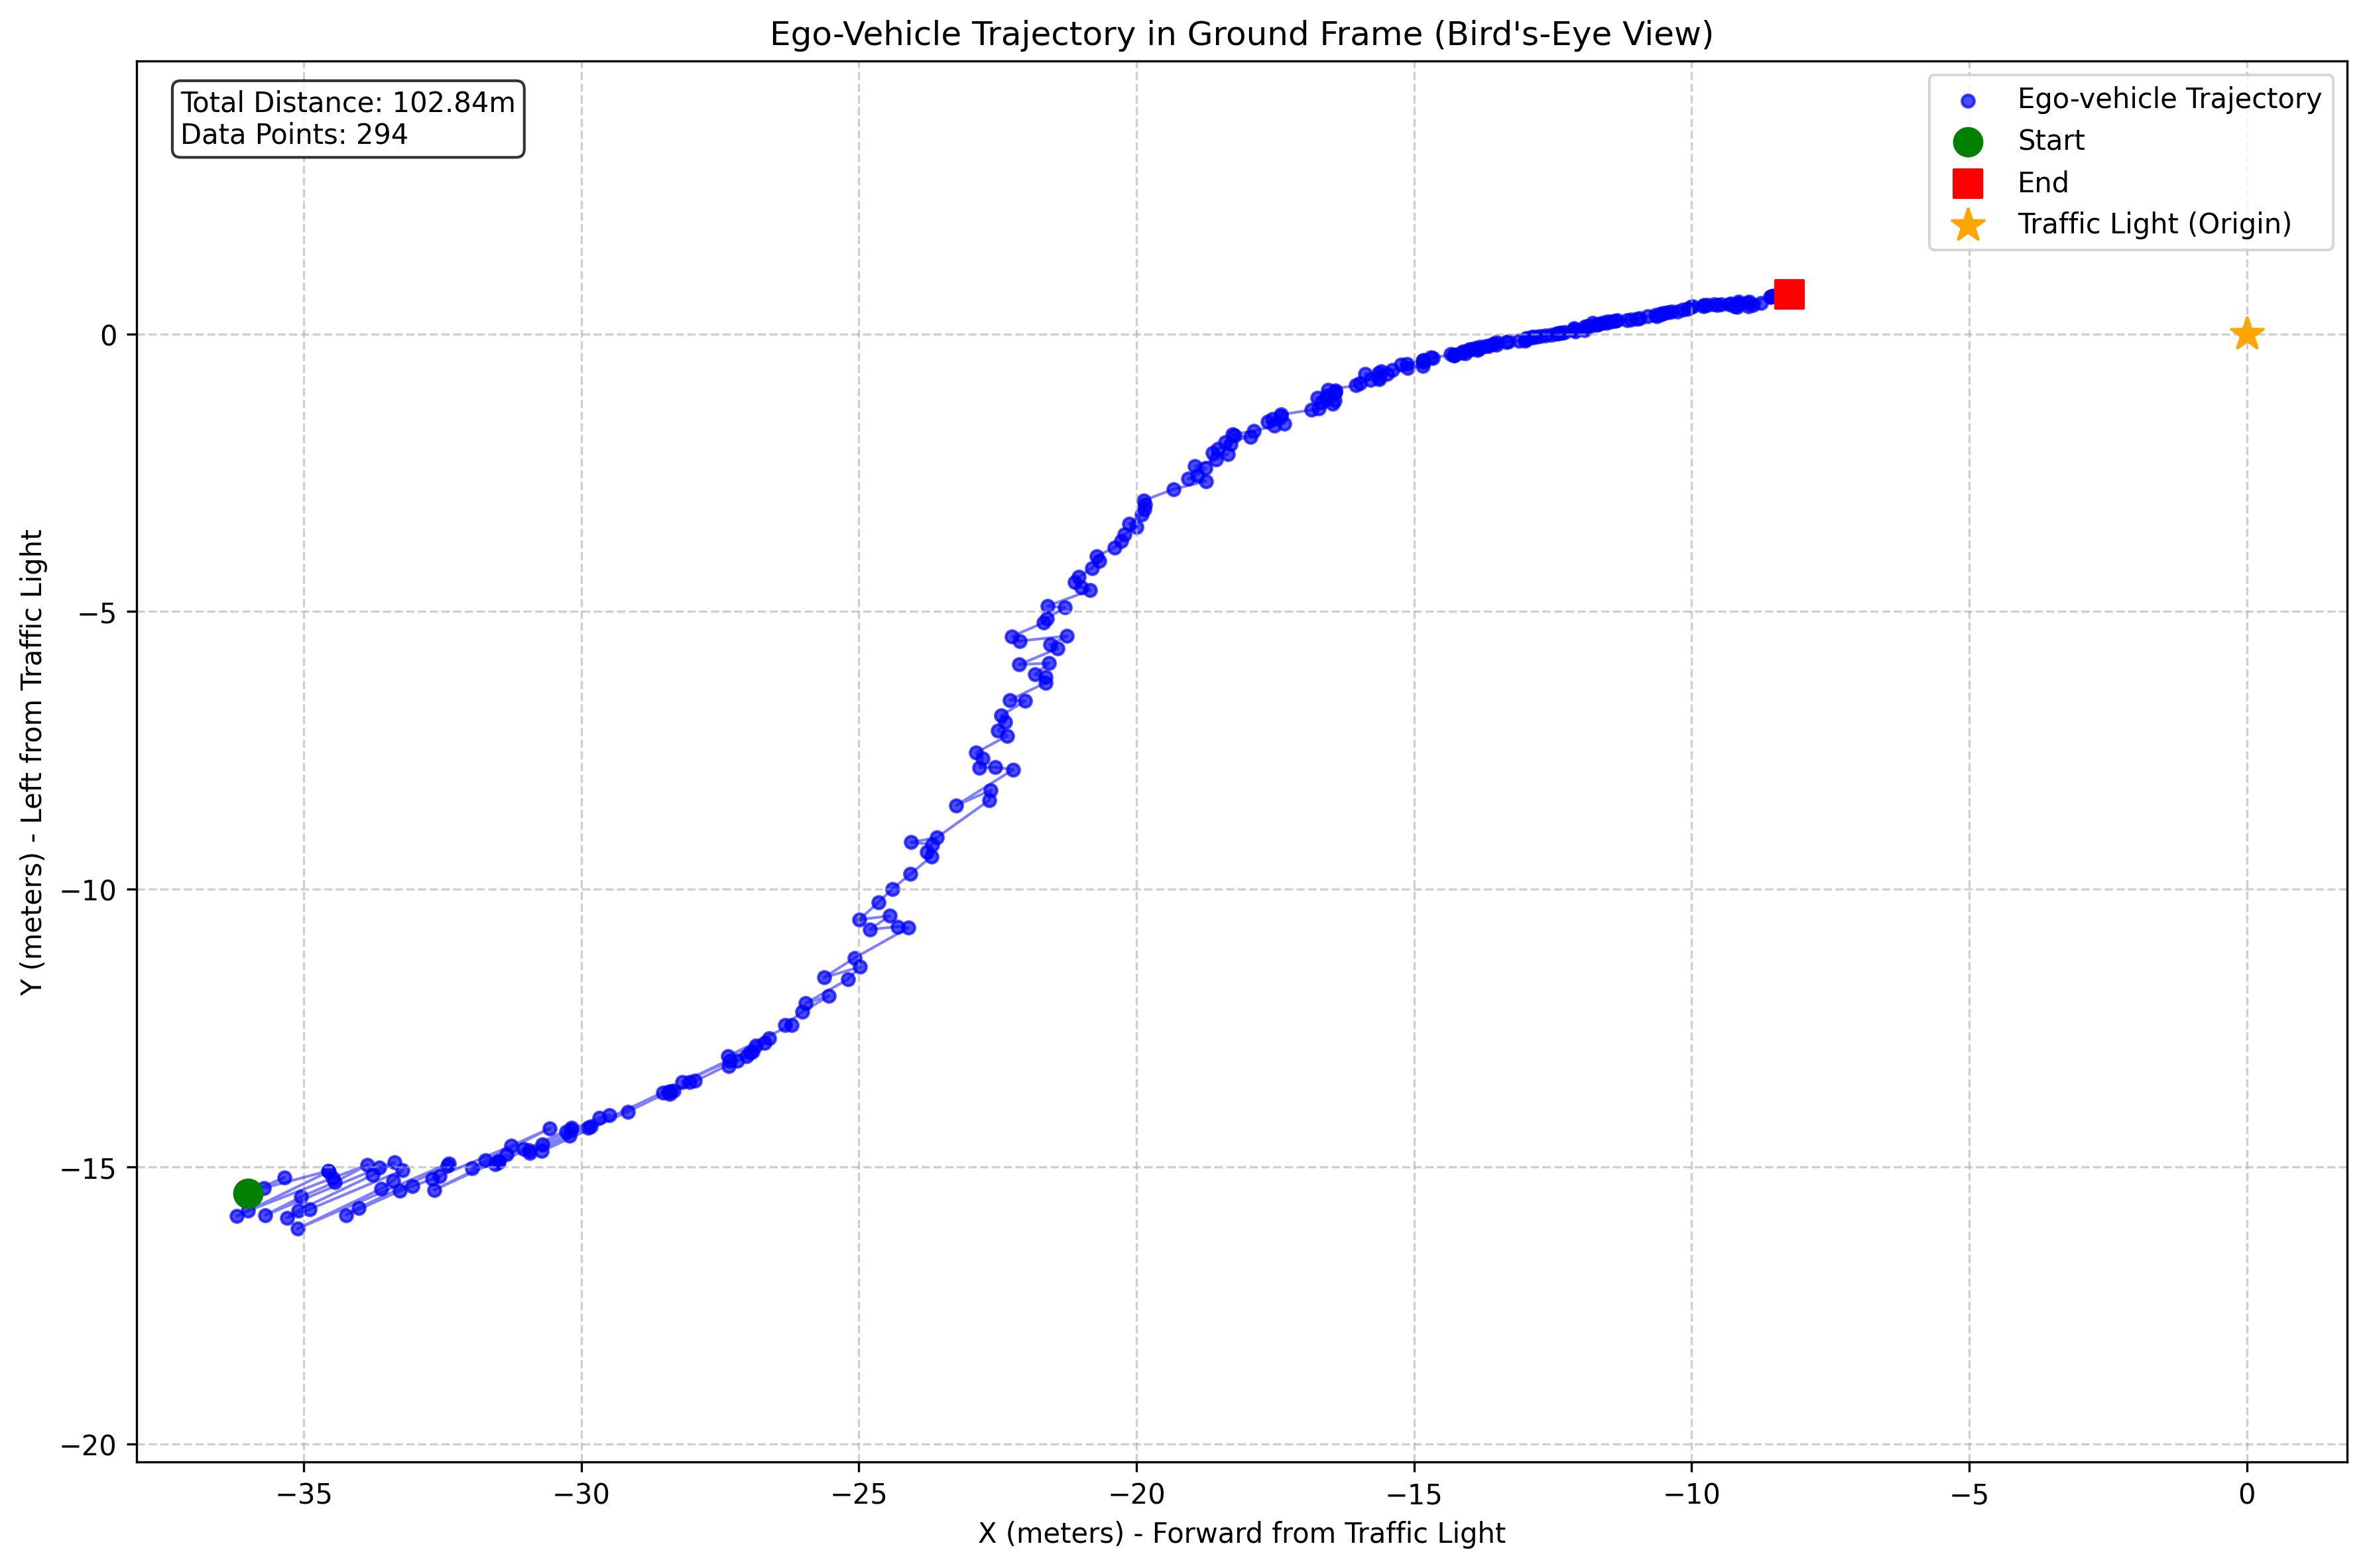 Ego-Vehicle Trajectory in Ground Frame (Bird's-Eye View)
Total Distance: 102.84m
Data Points: 294
Ego-vehicle Trajectory
Start
End
Traffic Light (Origin)
Y (meters) - Left from Traffic Light
0
−5
−10
−15
−20
−35
−30
−25
−20
−15
−10
−5
0
X (meters) - Forward from Traffic Light